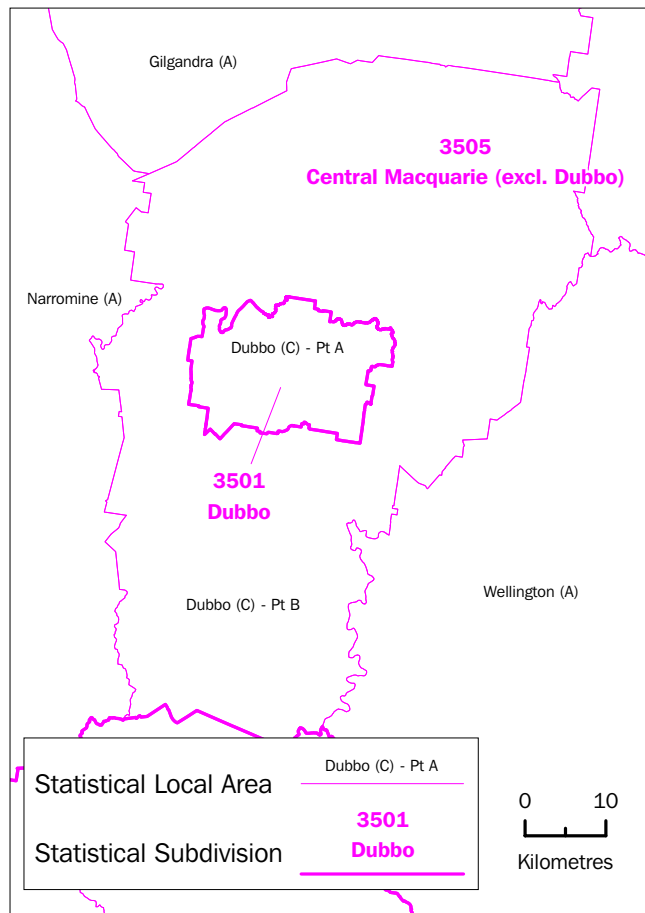 Gilgandra (A)
3505
Central Macquarie (excl. Dubbo)
Narromine (A)
Dubbo (C) - Pt A
3501
Dubbo
Dubbo (C) - Pt B
Wellington (A)
Statistical Local Area
Dubbo (C) - Pt A
Statistical Subdivision
3501
Dubbo
0 10
Kilometres